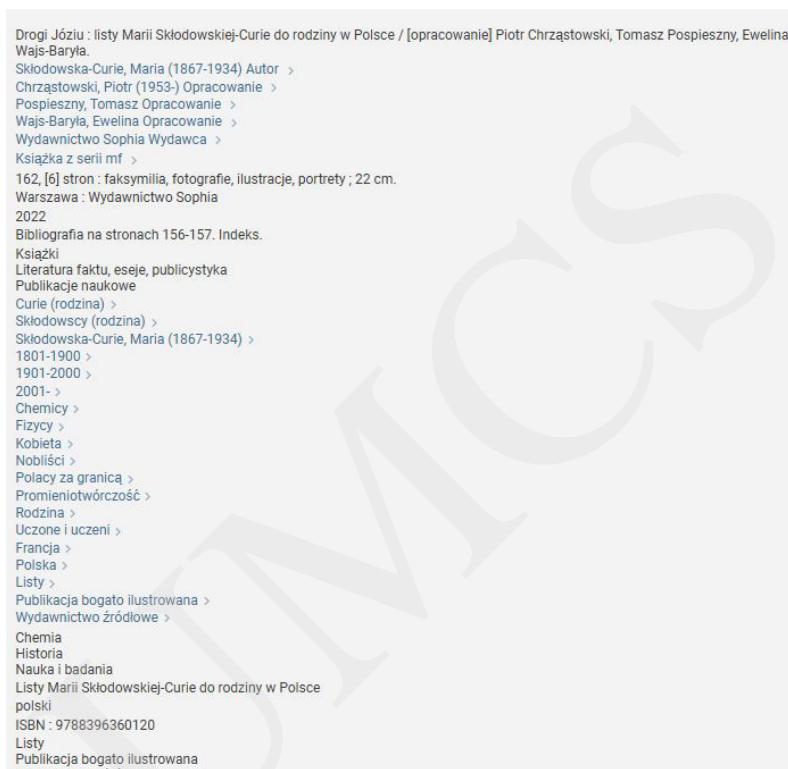 Drogi Józiu : listy Marii Skłodowskiej-Curie do rodziny w Polsce / [opracowanie] Piotr Chrząstowski, Tomasz Pospieszny, Ewelina
Wajs-Baryła.
Skłodowska-Curie, Maria (1867-1934) Autor >
Chrząstowski, Piotr (1953-) Opracowanie >
Pospieszny, Tomasz Opracowanie >
Wajs-Baryła, Ewelina Opracowanie >
Wydawnictwo Sophia Wydawca >
Książka z serii mf >
162, [6] stron : faksymilia, fotografie, ilustracje, portrety ; 22 cm.
Warszawa : Wydawnictwo Sophia
2022
Bibliografia na stronach 156-157. Indeks.
Książki
Literatura faktu, eseje, publicystyka
Publikacje naukowe
Curie (rodzina) >
Skłodowscy (rodzina) >
Skłodowska-Curie, Maria (1867-1934) >
1801-1900 >
1901-2000 >
2001- >
Chemicy >
Fizycy >
Kobieta >
Nobliści >
Polacy za granicą >
Promieniotwórczość >
Rodzina >
Uczone i uczeni >
Francja >
Polska >
Listy >
Publikacja bogato ilustrowana >
Wydawnictwo źródłowe >
Chemia
Historia
Nauka i badania
Listy Marii Skłodowskiej-Curie do rodziny w Polsce
polski
ISBN : 9788396360120
Listy
Publikacja bogato ilustrowana
UMCS